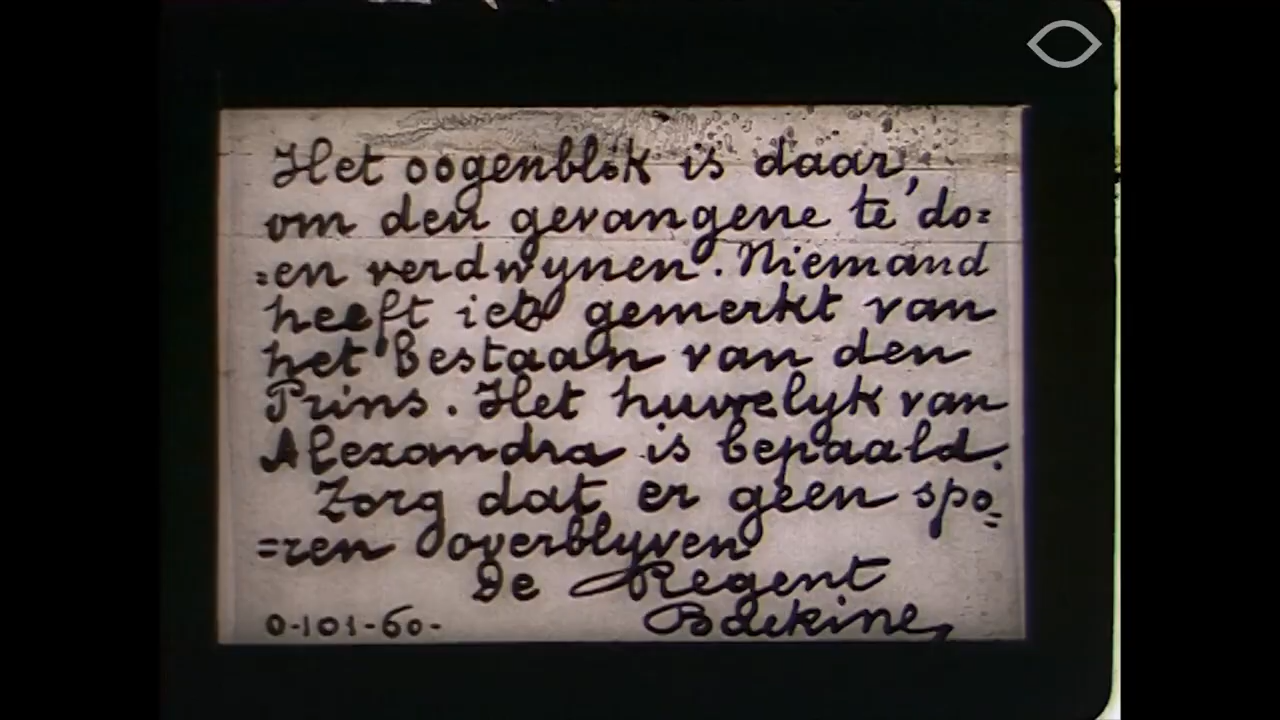 Het oogenblik is daar,
om den gevangene te do=
=en verdwynen. Niemand
heeft iets gemerkt van
het bestaan van den
Prins. Het huwelyk van
Alexandra is bepaald.
Zorg dat er geen spo=
=ren overblyven
De Regent
0-101-60- Backine